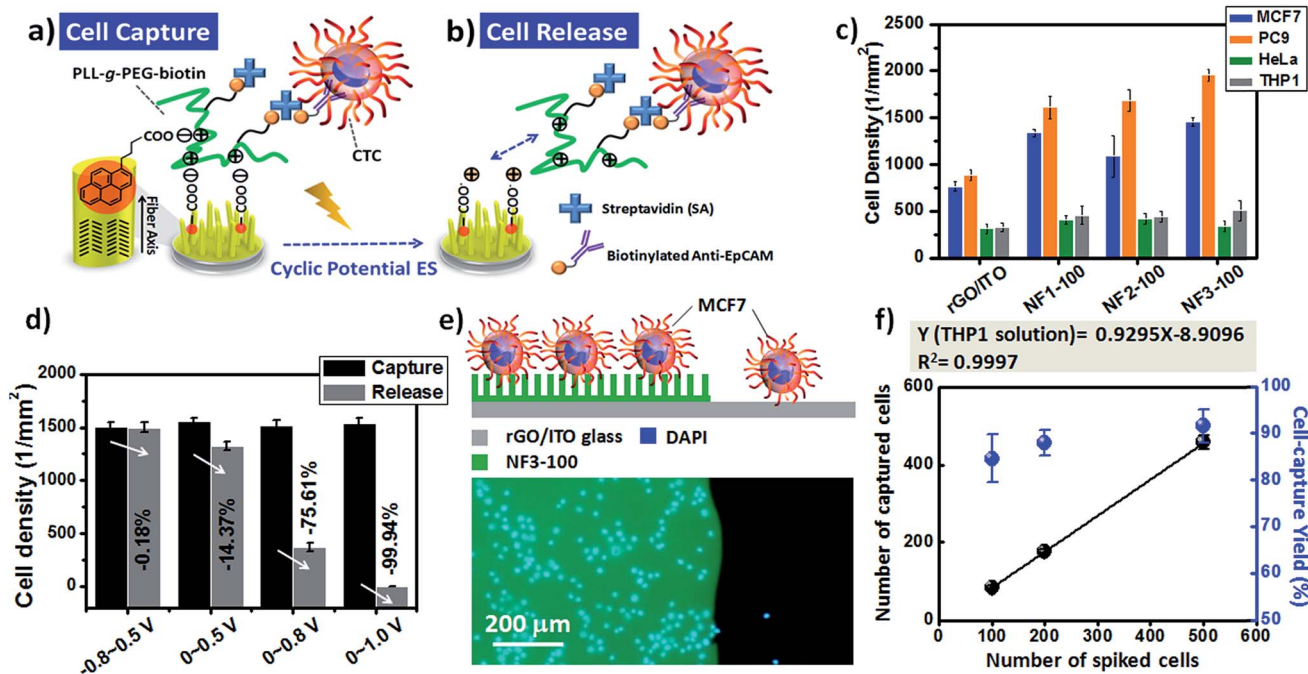 a) Cell Capture
PLL-g-PEG-biotin
COO
CTC
COO
COO
Fiber Axis
Cyclic Potential ES
b) Cell Release
COO-
COO-
Streptavidin (SA)
Biotinylated Anti-EpCAM
c)
MCF7
PC9
HeLa
THP1
Cell Density (1/mm²)
2500
2000
1500
1000
500
0
rGO/ITO
NF1-100
NF2-100
NF3-100
d)
Capture
Release
Cell density (1/mm²)
2000
1500
1000
500
0
-0.18%
-14.37%
-75.61%
-99.94%
-0.8~0.5 V
0~0.5 V
0~0.8 V
0~1.0 V
e)
MCF7
rGO/ITO glass
DAPI
NF3-100
200 μm
f)
Y (THP1 solution)= 0.9295X-8.9096
R²= 0.9997
Number of captured cells
600
400
200
0
Cell-capture Yield (%)
100
90
80
70
60
50
0 100 200 300 400 500 600
Number of spiked cells